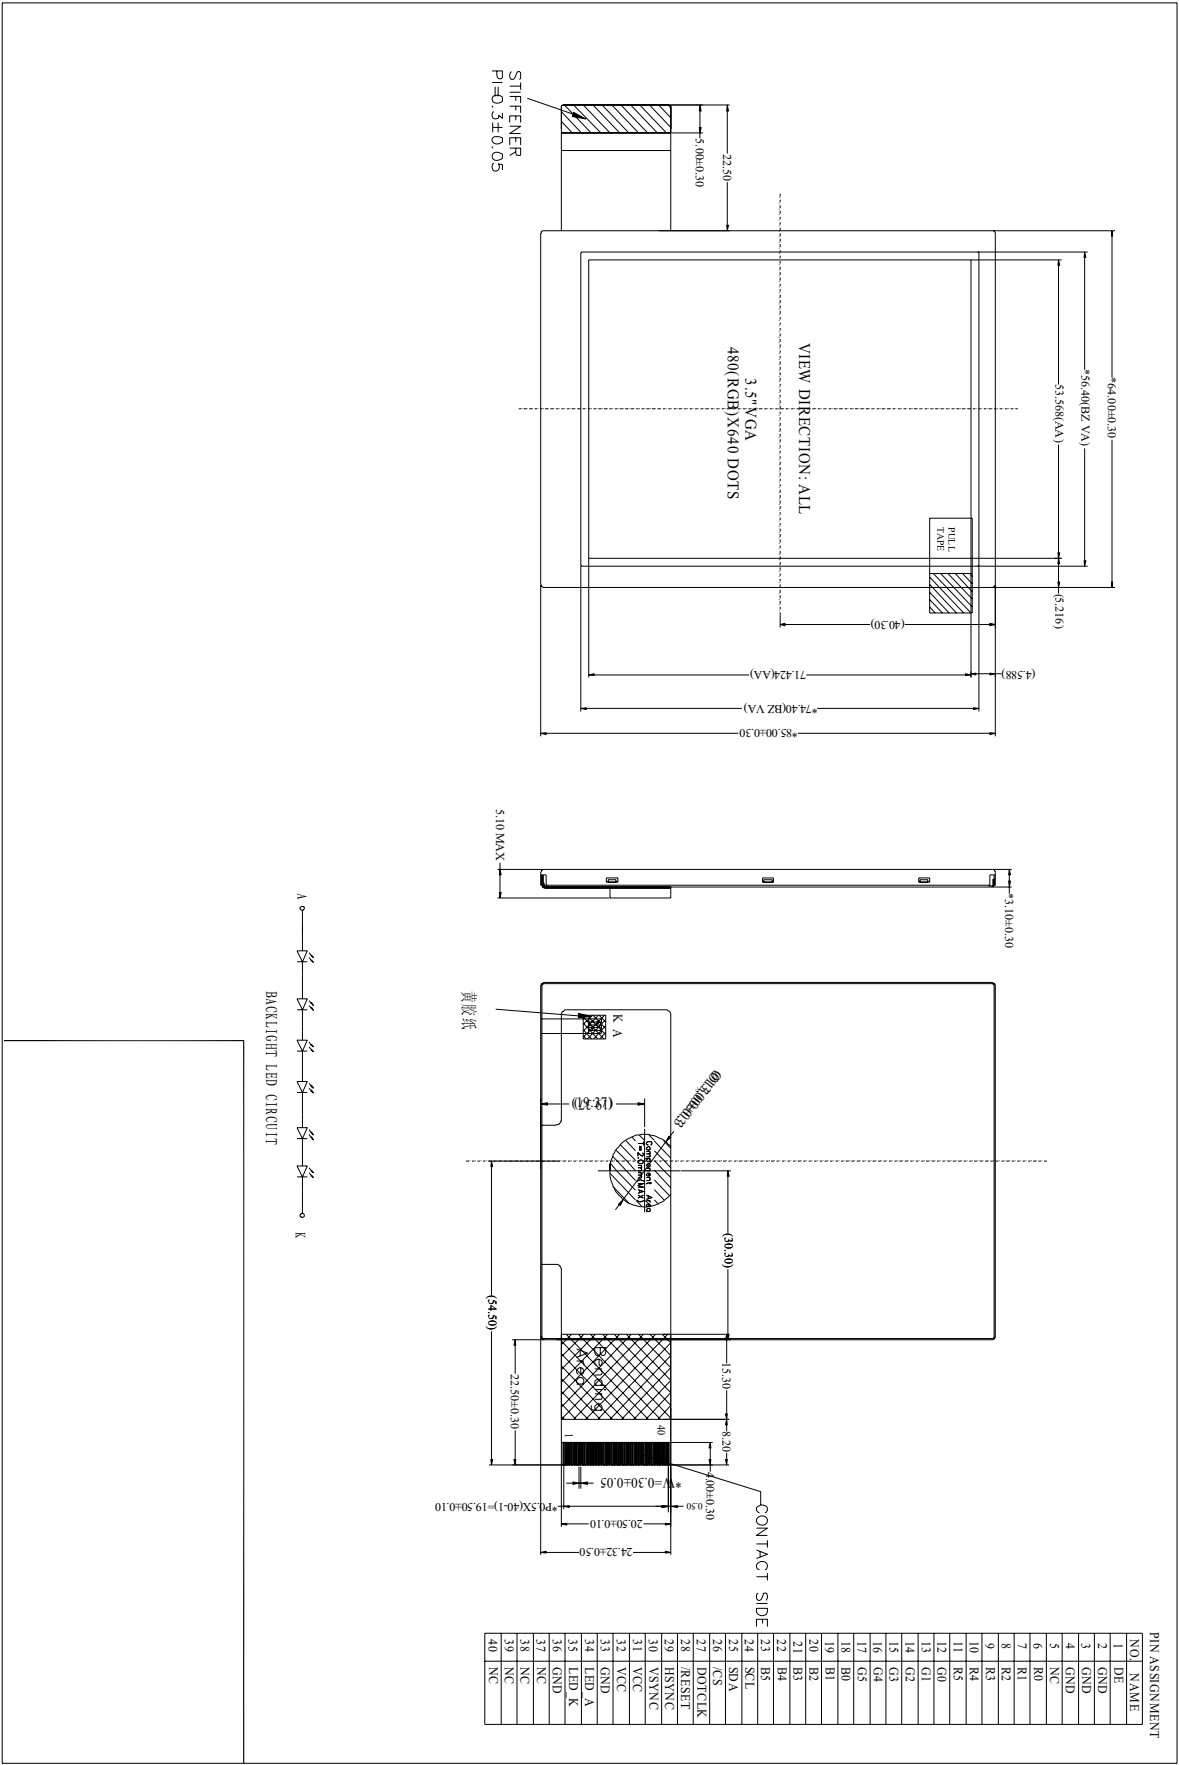 STIFFENER
PI=0.3±0.05
5.00±0.30
22.50
*64.00±0.30
*56.40(BZ VA)
53.568(AA)
(5.216)
VIEW DIRECTION: ALL
3.5" VGA
480(RGB)X640 DOTS
PULL
TAPE
(40.30)
(4.588)
71.424(AA)
*74.40(BZ VA)
*85.00±0.30
5.10 MAX
*3.10±0.30
A
K
BACKLIGHT LED CIRCUIT
黄胶纸
K A
Component Area
T=2.0mm(MAX)
(30.30)
(54.50)
Bending
Area
15.30
8.20
22.50±0.30
1
40
4.00±0.30
*W=0.30±0.05
0.50
*P0.5X(40-1)=19.50±0.10
20.50±0.10
24.32±0.50
CONTACT SIDE
PIN ASSIGNMENT
NO. NAME
1 DE
2 GND
3 GND
4 GND
5 NC
6 R0
7 R1
8 R2
9 R3
10 R4
11 R5
12 G0
13 G1
14 G2
15 G3
16 G4
17 G5
18 B0
19 B1
20 B2
21 B3
22 B4
23 B5
24 SCL
25 SDA
26 /CS
27 DOTCLK
28 /RESET
29 HSYNC
30 VSYNC
31 VCC
32 VCC
33 GND
34 LED_A
35 LED_K
36 GND
37 NC
38 NC
39 NC
40 NC